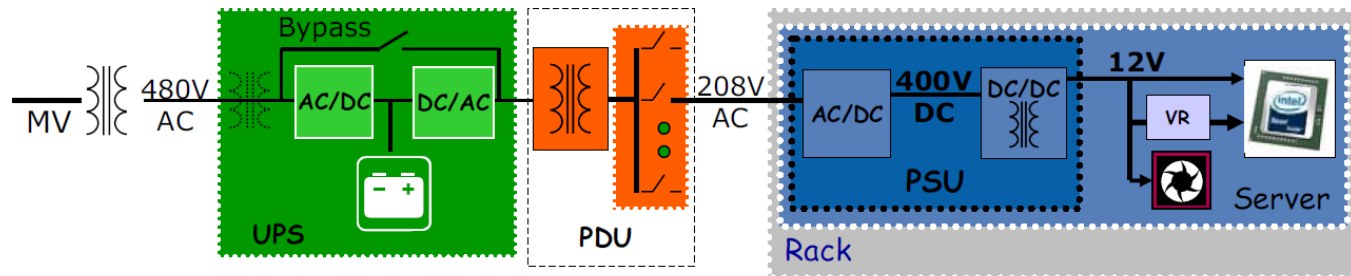 MV
480V
AC
Bypass
AC/DC
DC/AC
UPS
PDU
208V
AC
AC/DC
400V
DC
DC/DC
PSU
12V
VR
intel
Server
Rack